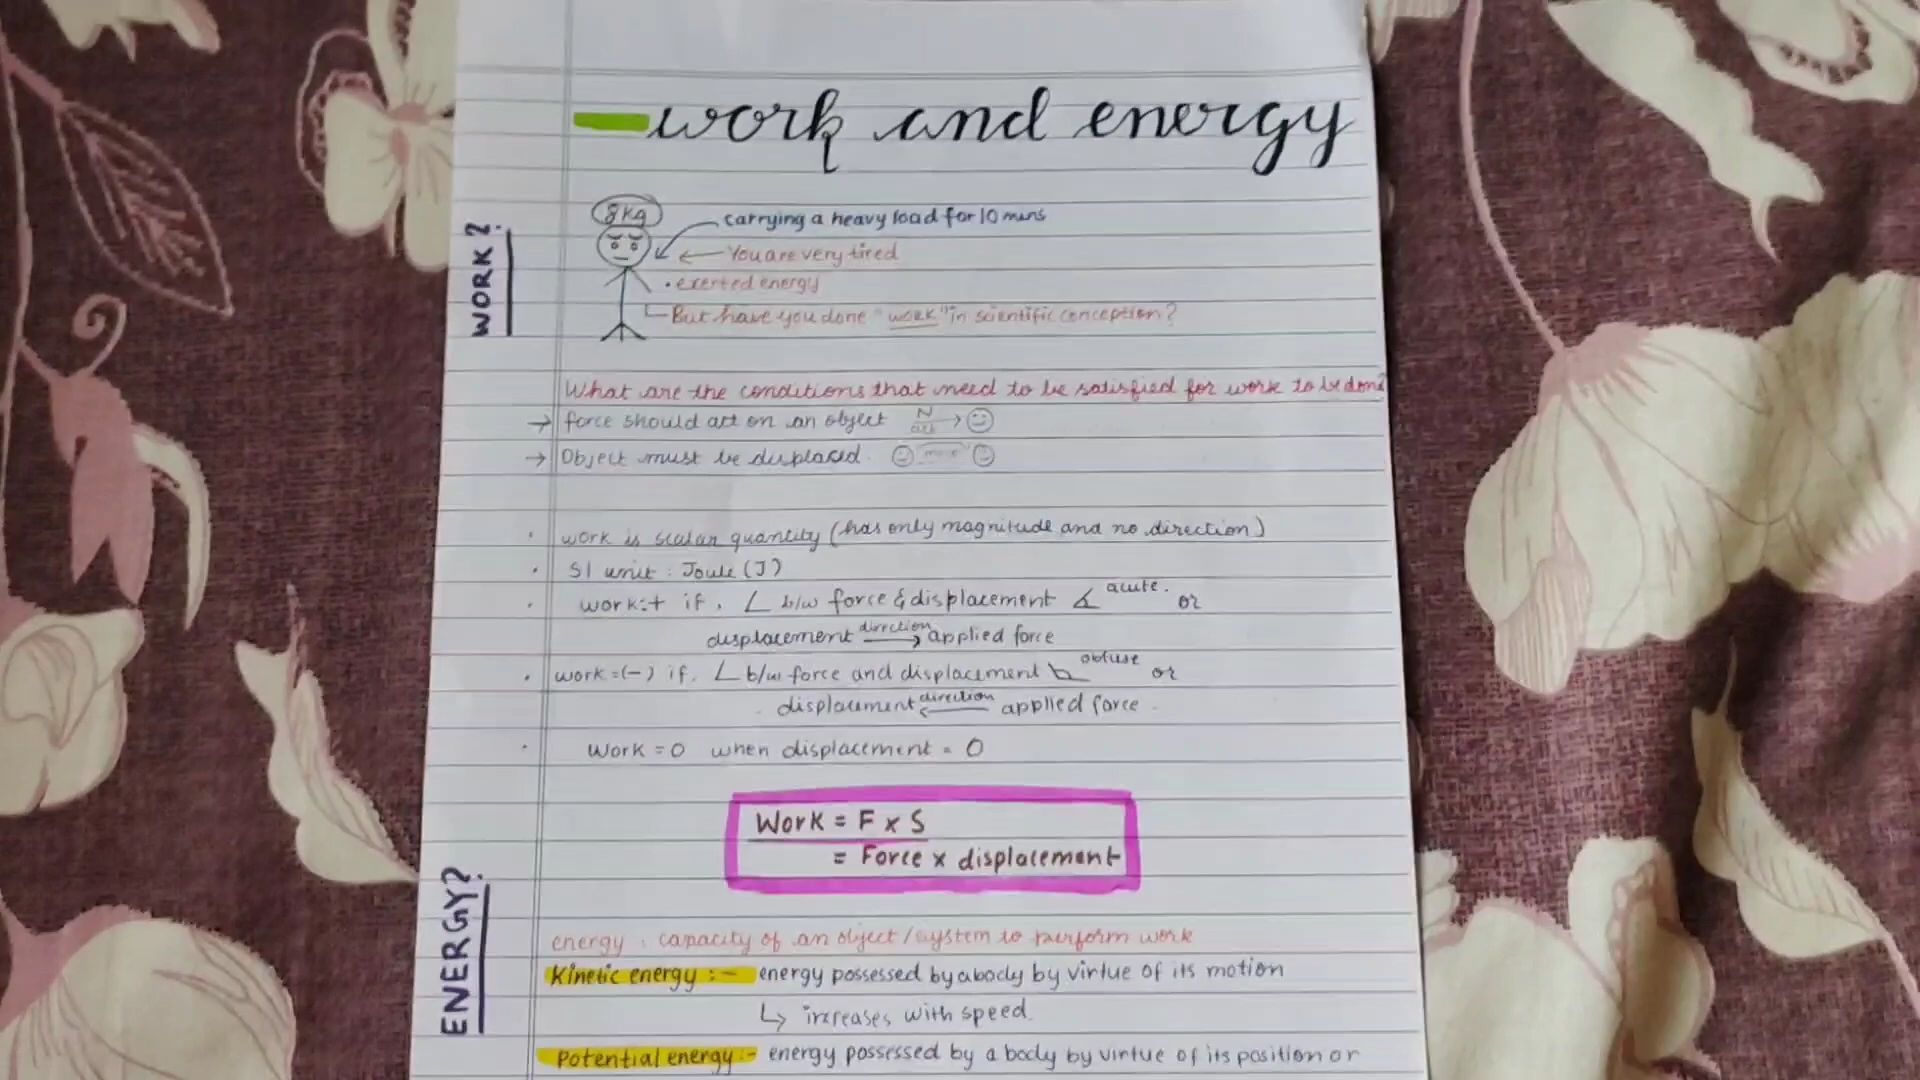 work and energy
WORK?
8kg
carrying a heavy load for 10 mins
You are very tired
• exerted energy
But have you done "work" in scientific conception?
What are the conditions that need to be satisfied for work to be done
→ force should act on an object N →
→ Object must be displaced.
• work is scalar quantity (has only magnitude and no direction)
• SI unit : Joule (J)
• work:+ if, ∠ b/w force & displacement acute. or
displacement direction→ applied force
• work=(-) if, ∠ b/w force and displacement obtuse or
displacement direction← applied force
• Work = 0 when displacement = 0
Work = F x S
= Force x displacement
ENERGY?
energy : capacity of an object/system to perform work
Kinetic energy :- energy possessed by a body by virtue of its motion
↳ increases with speed.
Potential energy :- energy possessed by a body by virtue of its position or